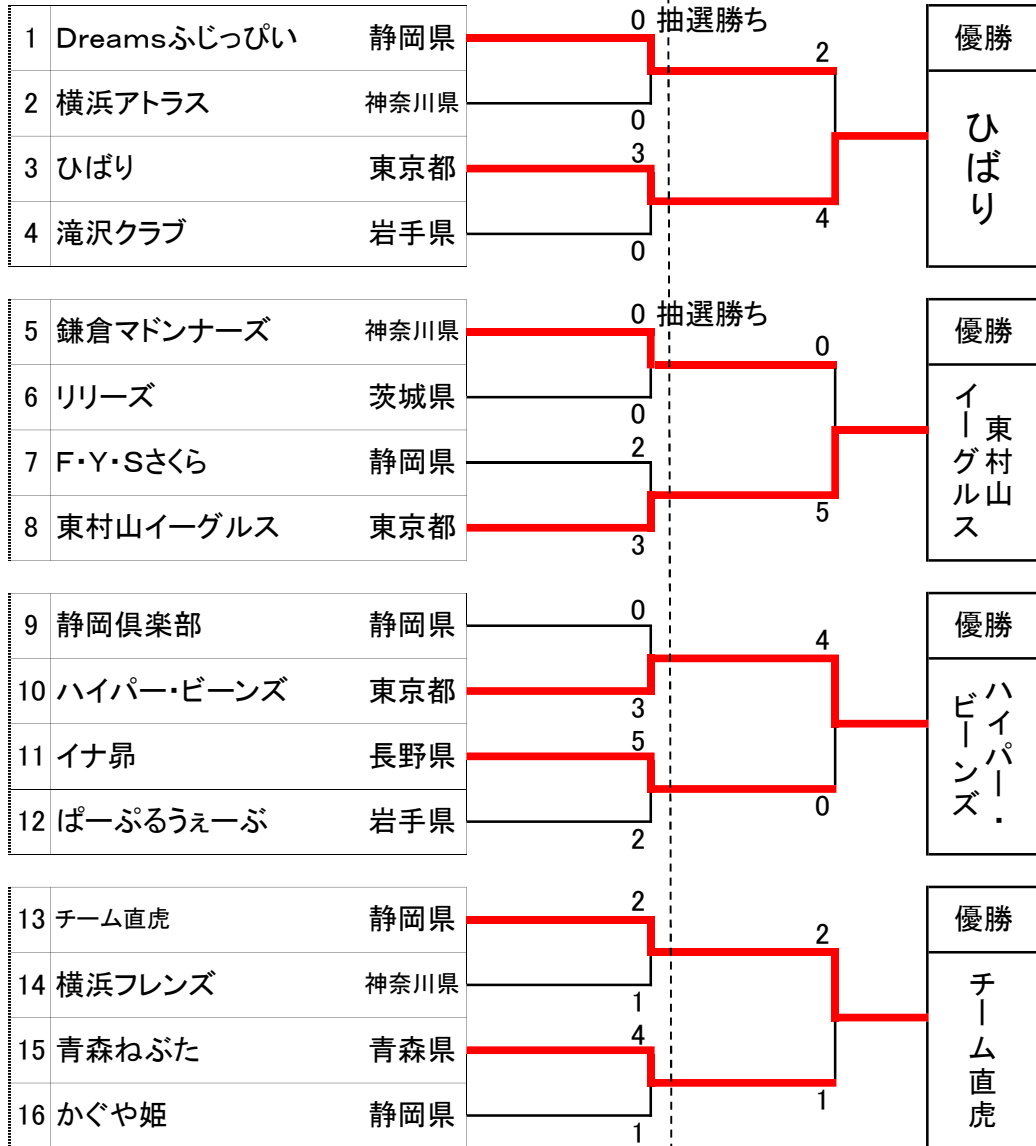 1 Dreamsふじっぴい 静岡県 0 抽選勝ち 優勝
2
2 横浜アトラス 神奈川県 0
ひばり
3 ひばり 東京都 3
4
4 滝沢クラブ 岩手県 0
5 鎌倉マドンナーズ 神奈川県 0 抽選勝ち 優勝
0
6 リリーズ 茨城県 0
東村山
イーグルス
7 F・Y・Sさくら 静岡県 2
5
8 東村山イーグルス 東京都 3
9 静岡倶楽部 静岡県 0 優勝
4
10 ハイパー・ビーンズ 東京都 3
ハイパー・
ビーンズ
11 イナ昴 長野県 5
0
12 ぱーぷるうぇーぶ 岩手県 2
13 チーム直虎 静岡県 2 優勝
2
14 横浜フレンズ 神奈川県 1
チーム直虎
15 青森ねぶた 青森県 4
1
16 かぐや姫 静岡県 1